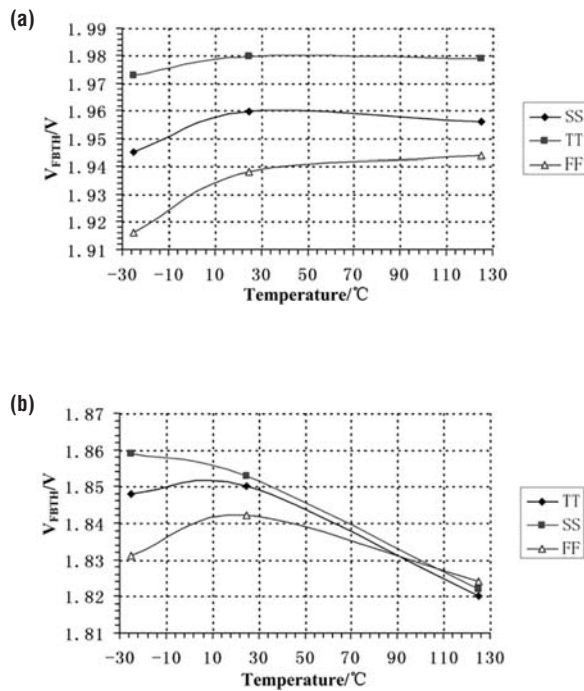 (a)
1.99
1.98
1.97
1.96
1.95
1.94
1.93
1.92
1.91
V_FBTH/V
-30 -10 10 30 50 70 90 110 130
Temperature/℃
SS
TT
FF
(b)
1.87
1.86
1.85
1.84
1.83
1.82
1.81
V_FBTH/V
-30 -10 10 30 50 70 90 110 130
Temperature/℃
TT
SS
FF